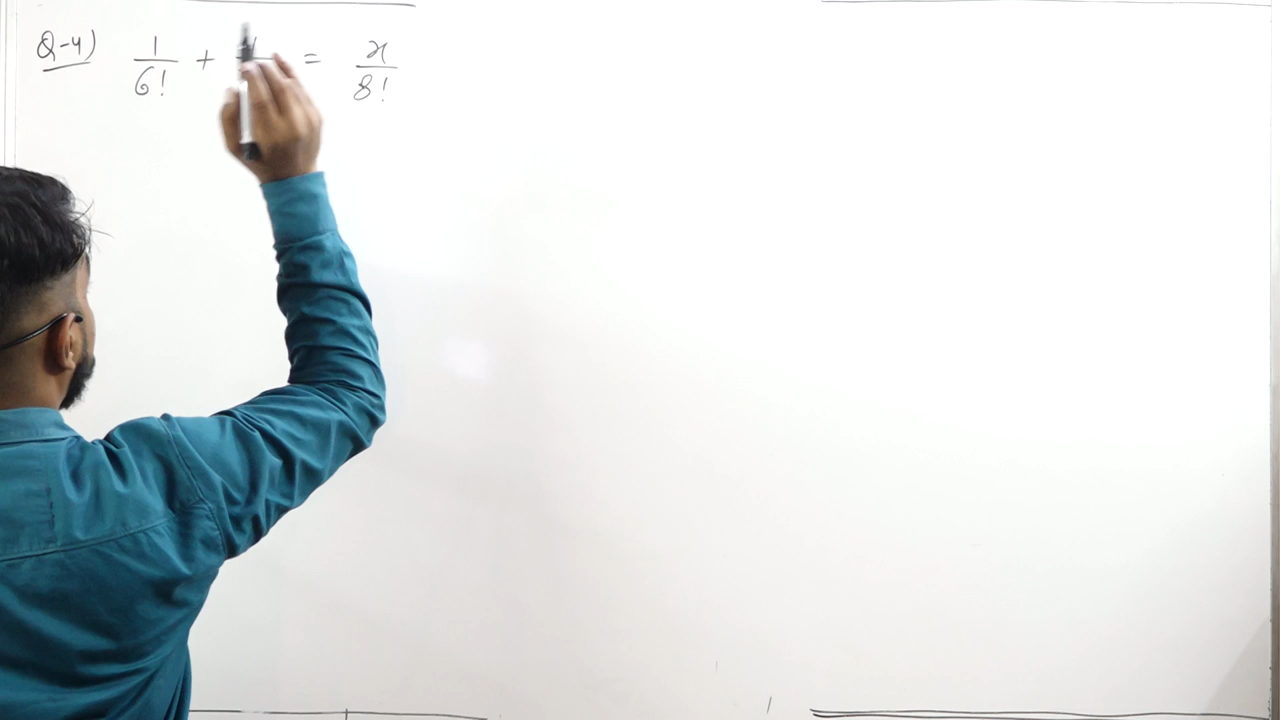 Q-4) 1/6! + = x/8!